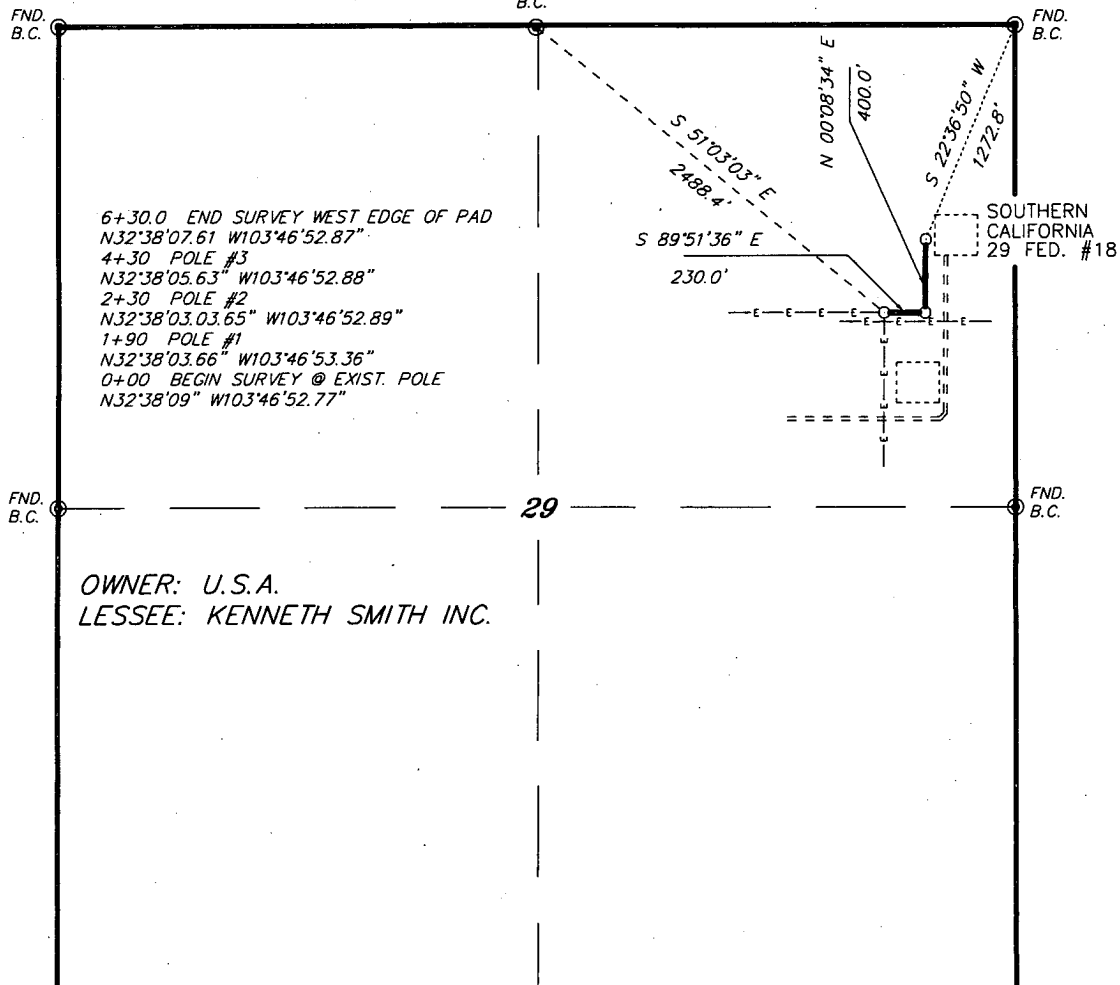 B.C.
FND.
B.C.
FND.
B.C.
S 51°03'03" E
2488.4'
N 00°08'34" E
400.0'
S 22°36'50" W
1272.8'
6+30.0 END SURVEY WEST EDGE OF PAD
N32°38'07.61 W103°46'52.87"
4+30 POLE #3
N32°38'05.63" W103°46'52.88"
2+30 POLE #2
N32°38'03.03.65" W103°46'52.89"
1+90 POLE #1
N32°38'03.66" W103°46'53.36"
0+00 BEGIN SURVEY @ EXIST. POLE
N32°38'09" W103°46'52.77"
S 89°51'36" E
230.0'
SOUTHERN
CALIFORNIA
29 FED. #18
E E E E
E E E E
E
E
E
E
FND.
B.C.
29
FND.
B.C.
OWNER: U.S.A.
LESSEE: KENNETH SMITH INC.